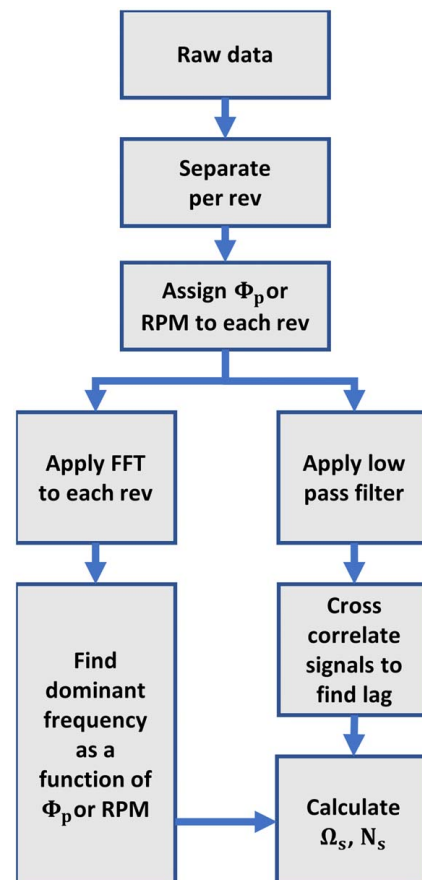 Raw data
Separate
per rev
Assign Φp or
RPM to each rev
Apply FFT
to each rev
Apply low
pass filter
Find
dominant
frequency
as a
function of
Φp or RPM
Cross
correlate
signals to
find lag
Calculate
Ωs, Ns